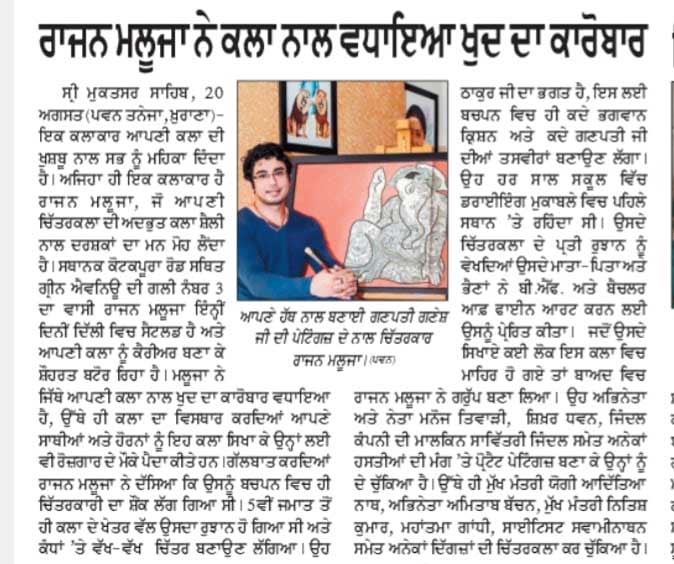 ਰਾਜਨ ਮਲੂਜਾ ਨੇ ਕਲਾ ਨਾਲ ਵਧਾਇਆ ਖੁਦ ਦਾ ਕਾਰੋਬਾਰ
ਸ੍ਰੀ ਮੁਕਤਸਰ ਸਾਹਿਬ, 20
ਅਗਸਤ (ਪਵਨ ਤਨੇਜਾ, ਖ਼ੁਰਾਣਾ)-
ਇਕ ਕਲਾਕਾਰ ਆਪਣੀ ਕਲਾ ਦੀ
ਖੁਸ਼ਬੂ ਨਾਲ ਸਭ ਨੂੰ ਮਹਿਕਾ ਦਿੰਦਾ
ਹੈ। ਅਜਿਹਾ ਹੀ ਇਕ ਕਲਾਕਾਰ ਹੈ
ਰਾਜਨ ਮਲੂਜਾ, ਜੋ ਆਪਣੀ
ਚਿੱਤਰਕਲਾ ਦੀ ਅਦਭੁਤ ਕਲਾ ਸ਼ੈਲੀ
ਨਾਲ ਦਰਸ਼ਕਾਂ ਦਾ ਮਨ ਮੋਹ ਲੈਂਦਾ
ਹੈ। ਸਥਾਨਕ ਕੋਟਕਪੂਰਾ ਰੋਡ ਸਥਿਤ
ਗ੍ਰੀਨ ਐਵਨਿਊ ਦੀ ਗਲੀ ਨੰਬਰ 3
ਦਾ ਵਾਸੀ ਰਾਜਨ ਮਲੂਜਾ ਇੰਨ੍ਹੀਂ
ਦਿਨੀਂ ਦਿੱਲੀ ਵਿਚ ਸੈਟਲਡ ਹੈ ਅਤੇ
ਆਪਣੀ ਕਲਾ ਨੂੰ ਕੈਰੀਅਰ ਬਣਾ ਕੇ
ਸ਼ੌਹਰਤ ਬਟੋਰ ਰਿਹਾ ਹੈ। ਮਲੂਜਾ ਨੇ
ਜਿੱਥੇ ਆਪਣੀ ਕਲਾ ਨਾਲ ਖੁਦ ਦਾ ਕਾਰੋਬਾਰ ਵਧਾਇਆ
ਹੈ, ਉੱਥੇ ਹੀ ਕਲਾ ਦਾ ਵਿਸਥਾਰ ਕਰਦਿਆਂ ਆਪਣੇ
ਸਾਥੀਆਂ ਅਤੇ ਹੋਰਨਾਂ ਨੂੰ ਇਹ ਕਲਾ ਸਿਖਾ ਕੇ ਉਨ੍ਹਾਂ ਲਈ
ਵੀ ਰੋਜ਼ਗਾਰ ਦੇ ਮੌਕੇ ਪੈਦਾ ਕੀਤੇ ਹਨ। ਗੱਲਬਾਤ ਕਰਦਿਆਂ
ਰਾਜਨ ਮਲੂਜਾ ਨੇ ਦੱਸਿਆ ਕਿ ਉਸਨੂੰ ਬਚਪਨ ਵਿਚ ਹੀ
ਚਿੱਤਰਕਾਰੀ ਦਾ ਸ਼ੌਂਕ ਲੱਗ ਗਿਆ ਸੀ। 5ਵੀਂ ਜਮਾਤ ਤੋਂ
ਹੀ ਕਲਾ ਦੇ ਖੇਤਰ ਵੱਲ ਉਸਦਾ ਰੁਝਾਨ ਹੋ ਗਿਆ ਸੀ ਅਤੇ
ਕੰਧਾਂ 'ਤੇ ਵੱਖ-ਵੱਖ ਚਿੱਤਰ ਬਣਾਉਣ ਲੱਗਿਆ। ਉਹ
ਆਪਣੇ ਹੱਥ ਨਾਲ ਬਣਾਈ ਗਣਪਤੀ ਗਣੇਸ਼
ਜੀ ਦੀ ਪੇਂਟਿੰਗਜ਼ ਦੇ ਨਾਲ ਚਿੱਤਰਕਾਰ
ਰਾਜਨ ਮਲੂਜਾ। (ਪਵਨ)
ਠਾਕੁਰ ਜੀ ਦਾ ਭਗਤ ਹੈ, ਇਸ ਲਈ
ਬਚਪਨ ਵਿਚ ਹੀ ਕਦੇ ਭਗਵਾਨ
ਕ੍ਰਿਸ਼ਨ ਅਤੇ ਕਦੇ ਗਣਪਤੀ ਜੀ
ਦੀਆਂ ਤਸਵੀਰਾਂ ਬਣਾਉਣ ਲੱਗਾ।
ਉਹ ਹਰ ਸਾਲ ਸਕੂਲ ਵਿੱਚ
ਡਰਾਈਇੰਗ ਮੁਕਾਬਲੇ ਵਿਚ ਪਹਿਲੇ
ਸਥਾਨ 'ਤੇ ਰਹਿੰਦਾ ਸੀ। ਉਸਦੇ
ਚਿੱਤਰਕਲਾ ਦੇ ਪ੍ਰਤੀ ਰੁਝਾਨ ਨੂੰ
ਵੇਖਦਿਆਂ ਉਸਦੇ ਮਾਤਾ-ਪਿਤਾ ਅਤੇ
ਭੈਣਾਂ ਨੇ ਬੀ.ਐੱਫ. ਅਤੇ ਬੈਚਲਰ
ਆਫ਼ ਫਾਈਨ ਆਰਟ ਕਰਨ ਲਈ
ਉਸਨੂੰ ਪ੍ਰੇਰਿਤ ਕੀਤਾ। ਜਦੋਂ ਉਸਦੇ
ਸਿਖਾਏ ਕਈ ਲੋਕ ਇਸ ਕਲਾ ਵਿਚ
ਮਾਹਿਰ ਹੋ ਗਏ ਤਾਂ ਬਾਅਦ ਵਿਚ
ਰਾਜਨ ਮਲੂਜਾ ਨੇ ਗਰੁੱਪ ਬਣਾ ਲਿਆ। ਉਹ ਅਭਿਨੇਤਾ
ਅਤੇ ਨੇਤਾ ਮਨੋਜ ਤਿਵਾੜੀ, ਸ਼ਿਖ਼ਰ ਧਵਨ, ਜਿੰਦਲ
ਕੰਪਨੀ ਦੀ ਮਾਲਕਿਨ ਸਾਵਿੱਤਰੀ ਜਿੰਦਲ ਸਮੇਤ ਅਨੇਕਾਂ
ਹਸਤੀਆਂ ਦੀ ਮੰਗ 'ਤੇ ਪ੍ਰੋਟੈਟ ਪੇਟਿੰਗਜ਼ ਬਣਾ ਕੇ ਉਨ੍ਹਾਂ ਨੂੰ
ਦੇ ਚੁੱਕਿਆ ਹੈ। ਉੱਥੇ ਹੀ ਮੁੱਖ ਮੰਤਰੀ ਯੋਗੀ ਆਦਿੱਤਿਆ
ਨਾਥ, ਅਭਿਨੇਤਾ ਅਮਿਤਾਬ ਬੱਚਨ, ਮੁੱਖ ਮੰਤਰੀ ਨਿਤਿਸ਼
ਕੁਮਾਰ, ਮਹਾਂਤਮਾ ਗਾਂਧੀ, ਸਾਈਟਿਸਟ ਸਵਾਮੀਨਾਥਨ
ਸਮੇਤ ਅਨੇਕਾਂ ਦਿੱਗਜ਼ਾਂ ਦੀ ਚਿੱਤਰਕਲਾ ਕਰ ਚੁੱਕਿਆ ਹੈ।